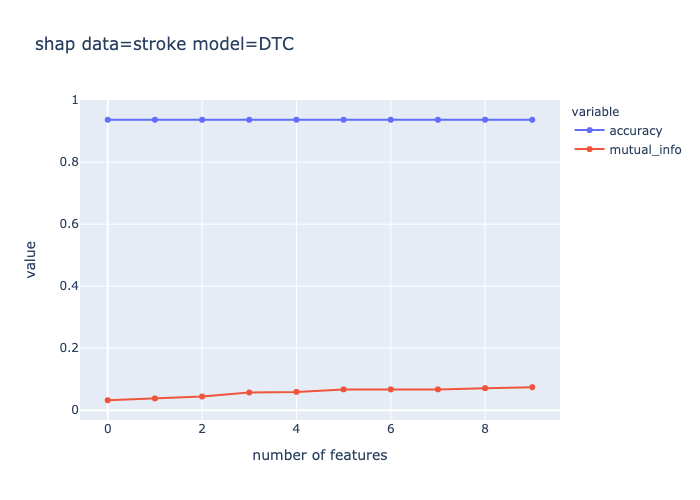 shap data=stroke model=DTC
variable
accuracy
mutual_info
value
1
0.8
0.6
0.4
0.2
0
0 2 4 6 8
number of features